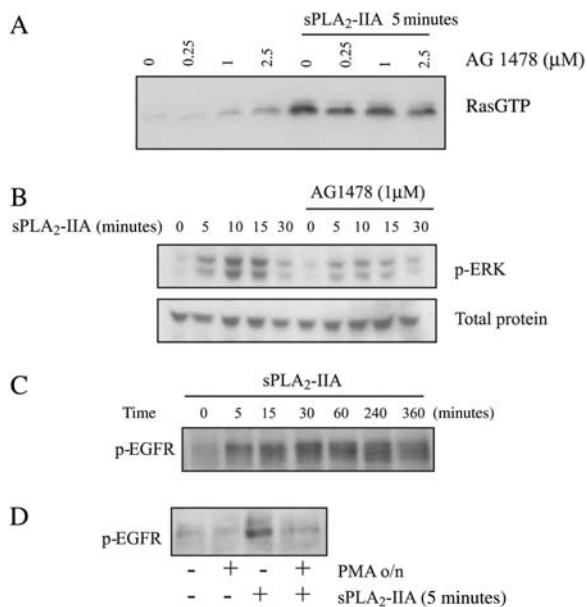 A
sPLA₂-IIA 5 minutes
0 0.25 1 2.5 0 0.25 1 2.5 AG 1478 (μM)
RasGTP
B
AG1478 (1μM)
sPLA₂-IIA (minutes) 0 5 10 15 30 0 5 10 15 30
p-ERK
Total protein
C
sPLA₂-IIA
Time 0 5 15 30 60 240 360 (minutes)
p-EGFR
D
p-EGFR
- + - + PMA o/n
- - + + sPLA₂-IIA (5 minutes)